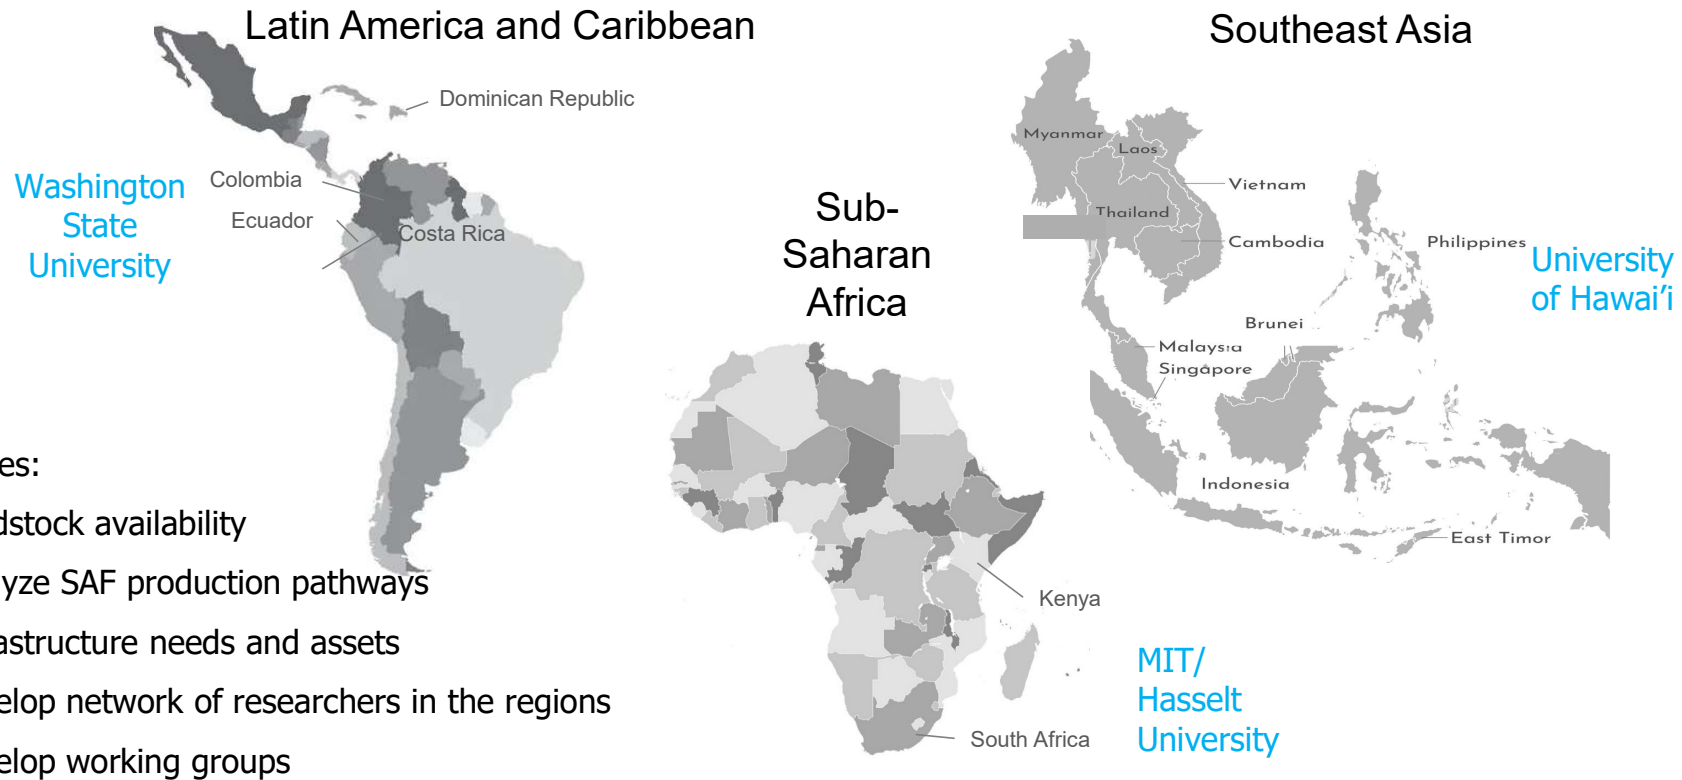 Latin America and Caribbean
Dominican Republic
Colombia
Ecuador
Costa Rica
Washington
State
University
Southeast Asia
Myanmar
Laos
Vietnam
Thailand
Cambodia
Philippines
Brunei
Malaysia
Singapore
Indonesia
East Timor
University
of Hawai’i
Sub-
Saharan
Africa
Kenya
South Africa
MIT/
Hasselt
University
es:
dstock availability
lyze SAF production pathways
astructure needs and assets
elop network of researchers in the regions
elop working groups